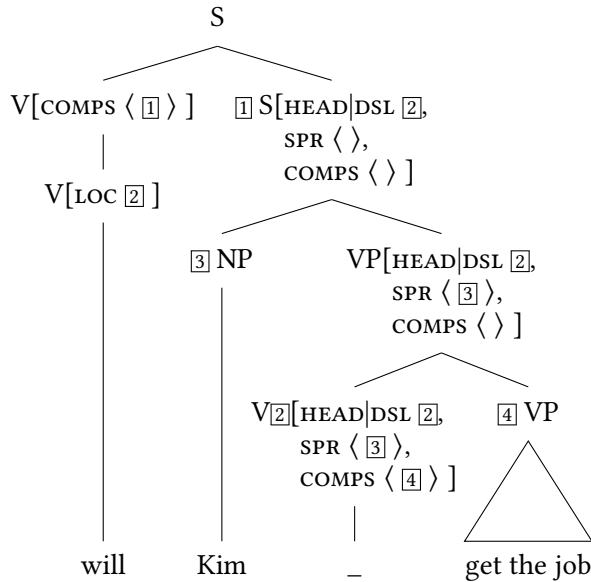 S
V[COMPS ⟨ 1 ⟩ ] 1 S[HEAD|DSL 2,
SPR ⟨ ⟩,
COMPS ⟨ ⟩ ]
V[LOC 2 ]
3 NP VP[HEAD|DSL 2,
SPR ⟨ 3 ⟩,
COMPS ⟨ ⟩ ]
V2[HEAD|DSL 2, 4 VP
SPR ⟨ 3 ⟩,
COMPS ⟨ 4 ⟩ ]
will Kim _ get the job